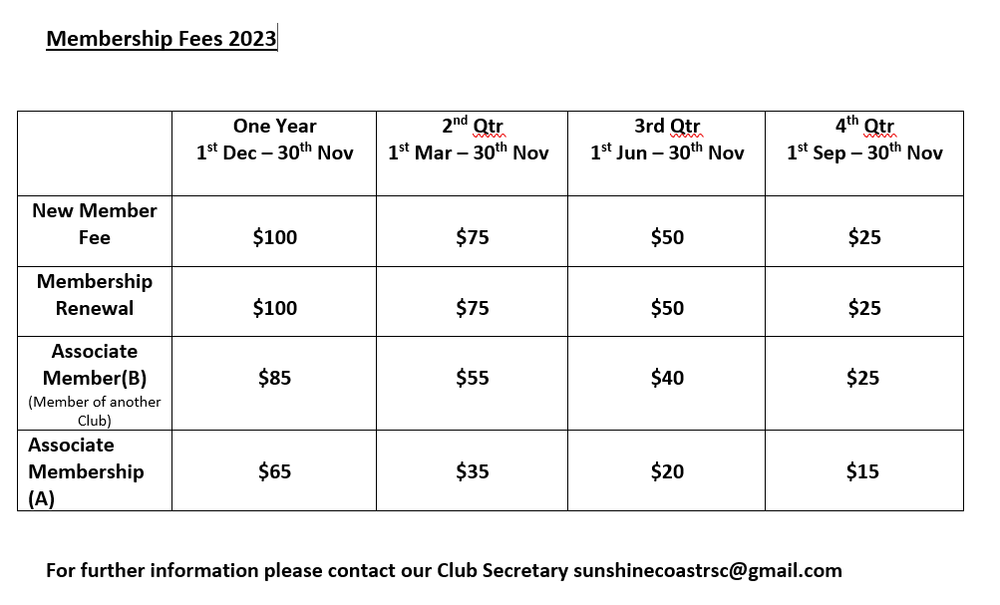 Membership Fees 2023
One Year 2nd Qtr 3rd Qtr 4th Qtr
1st Dec – 30th Nov 1st Mar – 30th Nov 1st Jun – 30th Nov 1st Sep – 30th Nov
New Member
Fee $100 $75 $50 $25
Membership
Renewal $100 $75 $50 $25
Associate
Member(B) $85 $55 $40 $25
(Member of another
Club)
Associate
Membership $65 $35 $20 $15
(A)
For further information please contact our Club Secretary sunshinecoastrsc@gmail.com